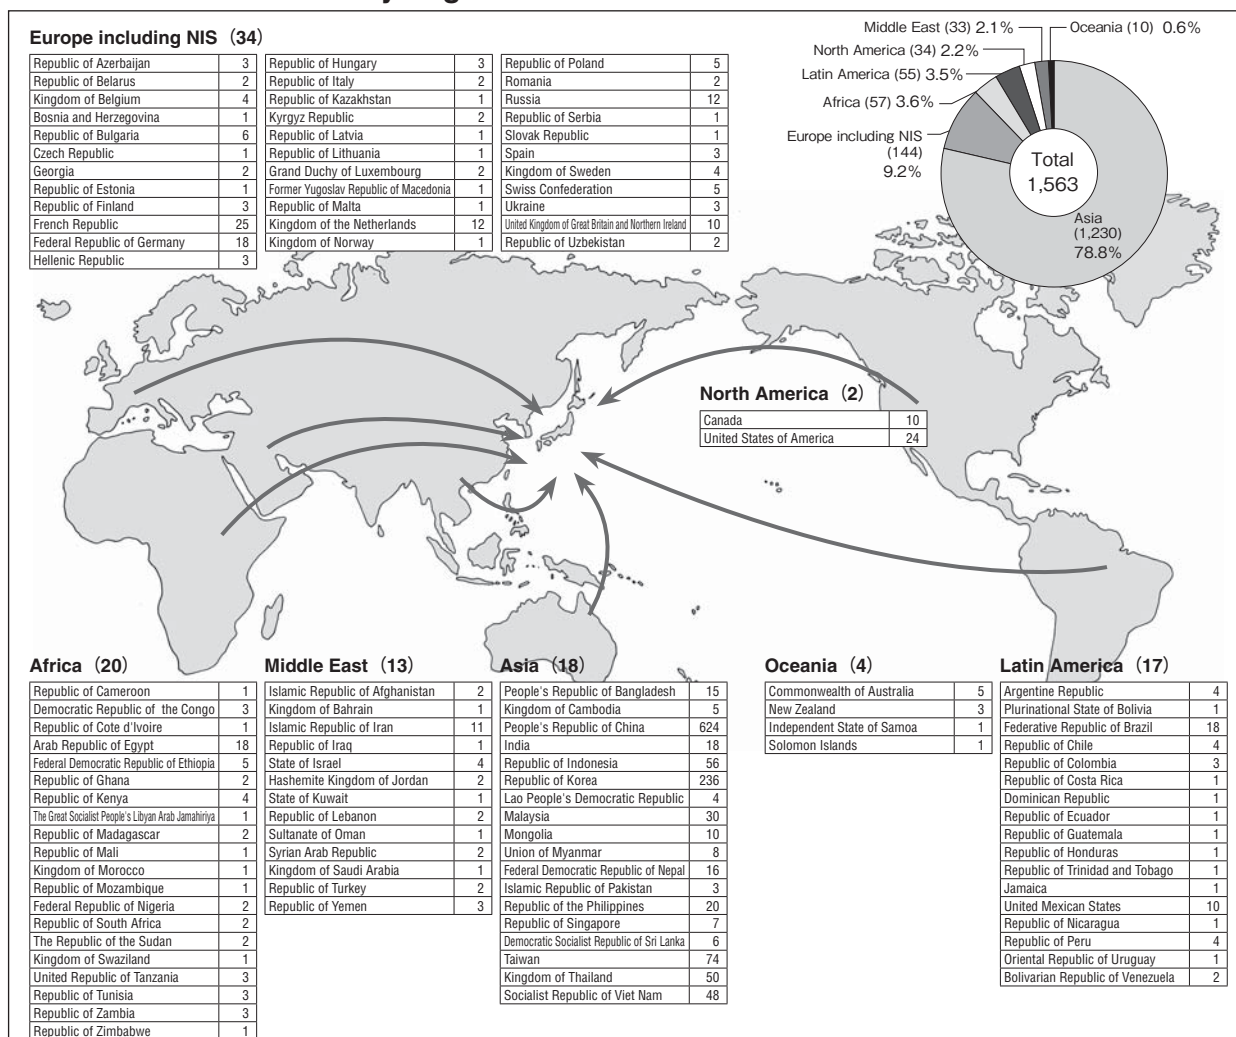 Europe including NIS (34)
Republic of Azerbaijan 3
Republic of Belarus 2
Kingdom of Belgium 4
Bosnia and Herzegovina 1
Republic of Bulgaria 6
Czech Republic 1
Georgia 2
Republic of Estonia 1
Republic of Finland 3
French Republic 25
Federal Republic of Germany 18
Hellenic Republic 3
Republic of Hungary 3
Republic of Italy 2
Republic of Kazakhstan 1
Kyrgyz Republic 2
Republic of Latvia 1
Republic of Lithuania 1
Grand Duchy of Luxembourg 2
Former Yugoslav Republic of Macedonia 1
Republic of Malta 1
Kingdom of the Netherlands 12
Kingdom of Norway 1
Republic of Poland 5
Romania 2
Russia 12
Republic of Serbia 1
Slovak Republic 1
Spain 3
Kingdom of Sweden 4
Swiss Confederation 5
Ukraine 3
United Kingdom of Great Britain and Northern Ireland 10
Republic of Uzbekistan 2
Middle East (33) 2.1%
Oceania (10) 0.6%
North America (34) 2.2%
Latin America (55) 3.5%
Africa (57) 3.6%
Europe including NIS
(144)
9.2%
Total
1,563
Asia
(1,230)
78.8%
North America (2)
Canada 10
United States of America 24
Africa (20)
Republic of Cameroon 1
Democratic Republic of the Congo 3
Republic of Cote d'Ivoire 1
Arab Republic of Egypt 18
Federal Democratic Republic of Ethiopia 5
Republic of Ghana 2
Republic of Kenya 4
The Great Socialist People's Libyan Arab Jamahiriya 1
Republic of Madagascar 2
Republic of Mali 1
Kingdom of Morocco 1
Republic of Mozambique 1
Federal Republic of Nigeria 2
Republic of South Africa 2
The Republic of the Sudan 2
Kingdom of Swaziland 1
United Republic of Tanzania 3
Republic of Tunisia 3
Republic of Zambia 3
Republic of Zimbabwe 1
Middle East (13)
Islamic Republic of Afghanistan 2
Kingdom of Bahrain 1
Islamic Republic of Iran 11
Republic of Iraq 1
State of Israel 4
Hashemite Kingdom of Jordan 2
State of Kuwait 1
Republic of Lebanon 2
Sultanate of Oman 1
Syrian Arab Republic 2
Kingdom of Saudi Arabia 1
Republic of Turkey 2
Republic of Yemen 3
Asia (18)
People's Republic of Bangladesh 15
Kingdom of Cambodia 5
People's Republic of China 624
India 18
Republic of Indonesia 56
Republic of Korea 236
Lao People's Democratic Republic 4
Malaysia 30
Mongolia 10
Union of Myanmar 8
Federal Democratic Republic of Nepal 16
Islamic Republic of Pakistan 3
Republic of the Philippines 20
Republic of Singapore 7
Democratic Socialist Republic of Sri Lanka 6
Taiwan 74
Kingdom of Thailand 50
Socialist Republic of Viet Nam 48
Oceania (4)
Commonwealth of Australia 5
New Zealand 3
Independent State of Samoa 1
Solomon Islands 1
Latin America (17)
Argentine Republic 4
Plurinational State of Bolivia 1
Federative Republic of Brazil 18
Republic of Chile 4
Republic of Colombia 3
Republic of Costa Rica 1
Dominican Republic 1
Republic of Ecuador 1
Republic of Guatemala 1
Republic of Honduras 1
Republic of Trinidad and Tobago 1
Jamaica 1
United Mexican States 10
Republic of Nicaragua 1
Republic of Peru 4
Oriental Republic of Uruguay 1
Bolivarian Republic of Venezuela 2